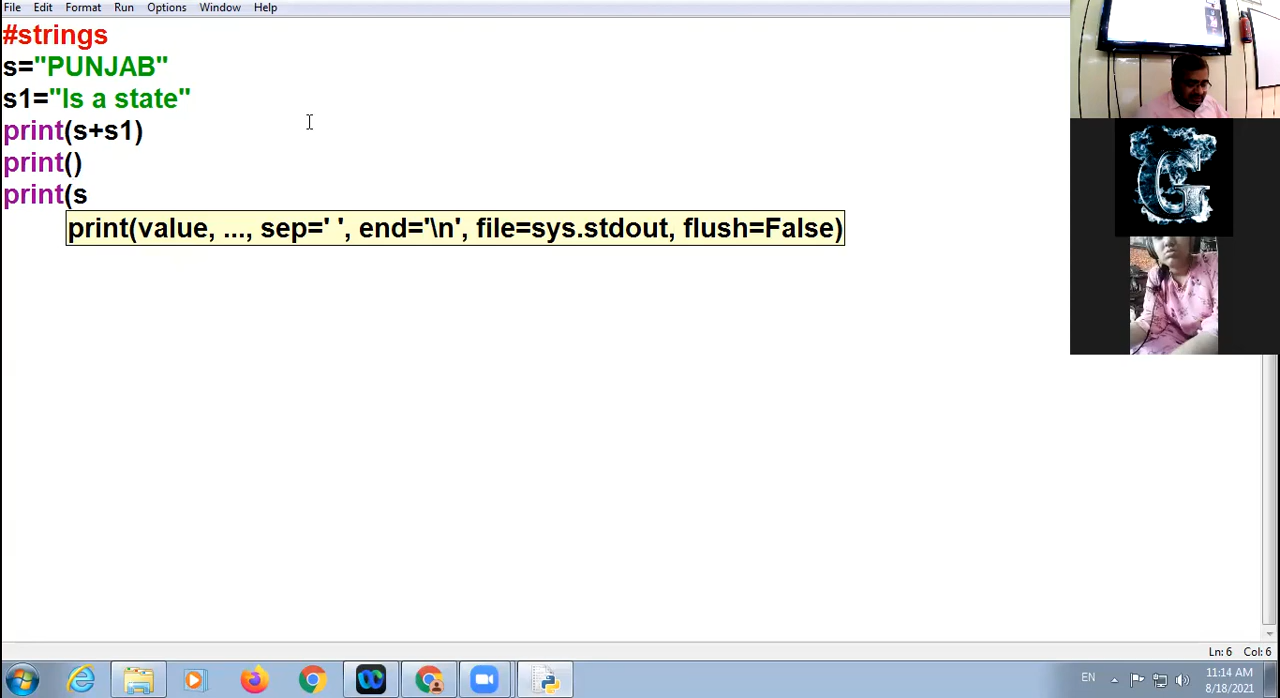 File Edit Format Run Options Window Help
#strings
s="PUNJAB"
s1="Is a state"
print(s+s1)
print()
print(s
print(value, ..., sep=' ', end='\n', file=sys.stdout, flush=False)
G
Ln: 6 Col: 6
EN
11:14 AM
8/18/2021